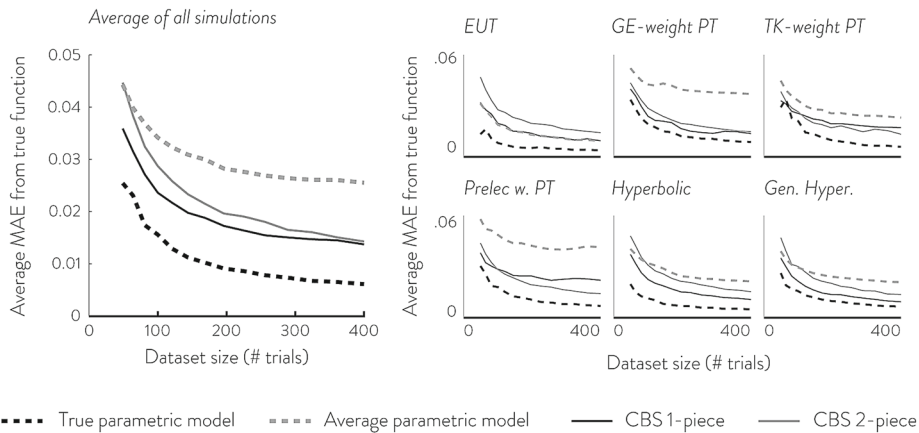 Average of all simulations
Average MAE from true function
0.05
0.04
0.03
0.02
0.01
0
0
100
200
300
400
Dataset size (# trials)
Average MAE from true function
EUT
GE-weight PT
TK-weight PT
.06
0
Prelec w. PT
Hyperbolic
Gen. Hyper.
.06
0
0
400
0
400
0
400
Dataset size (# trials)
True parametric model
Average parametric model
CBS 1-piece
CBS 2-piece